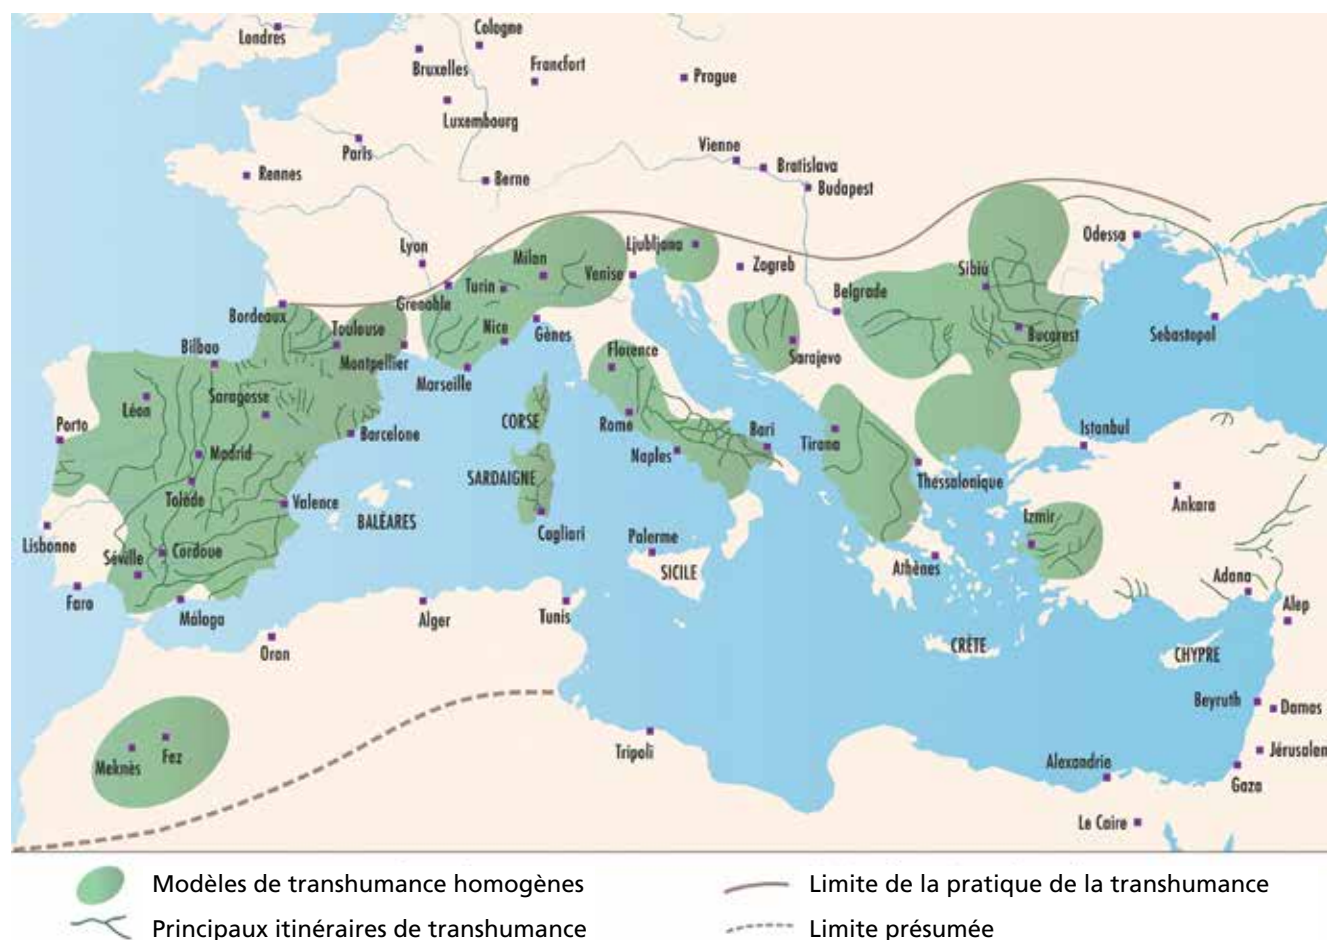 Londres
Cologne
Bruxelles
Francfort
Prague
Luxembourg
Paris
Vienne
Bratislava
Rennes
Berne
Budapest
Lyon
Milan
Ljubljana
Odessa
Turin
Venise
Zagreb
Sibiú
Grenoble
Belgrade
Bordeaux
Toulouse
Nice
Gènes
Bucarest
Sebastopol
Bilbao
Montpellier
Florence
Sarajevo
Marseille
Saragosse
Léon
CORSE
Rome
Bari
Tirana
Istanbul
Porto
Barcelone
Madrid
Naples
SARDAIGNE
Thessalonique
Tolède
Valence
BALÉARES
Ankara
Izmir
Lisbonne
Séville
Cordoue
Cagliari
Palerme
SICILE
Athènes
Adana
Faro
Málaga
Alger
Tunis
Alep
Oran
CRÈTE
CHYPRE
Beyruth
Damas
Meknès
Fez
Tripoli
Alexandrie
Jérusalem
Gaza
Le Caire
Modèles de transhumance homogènes
Limite de la pratique de la transhumance
Principaux itinéraires de transhumance
Limite présumée